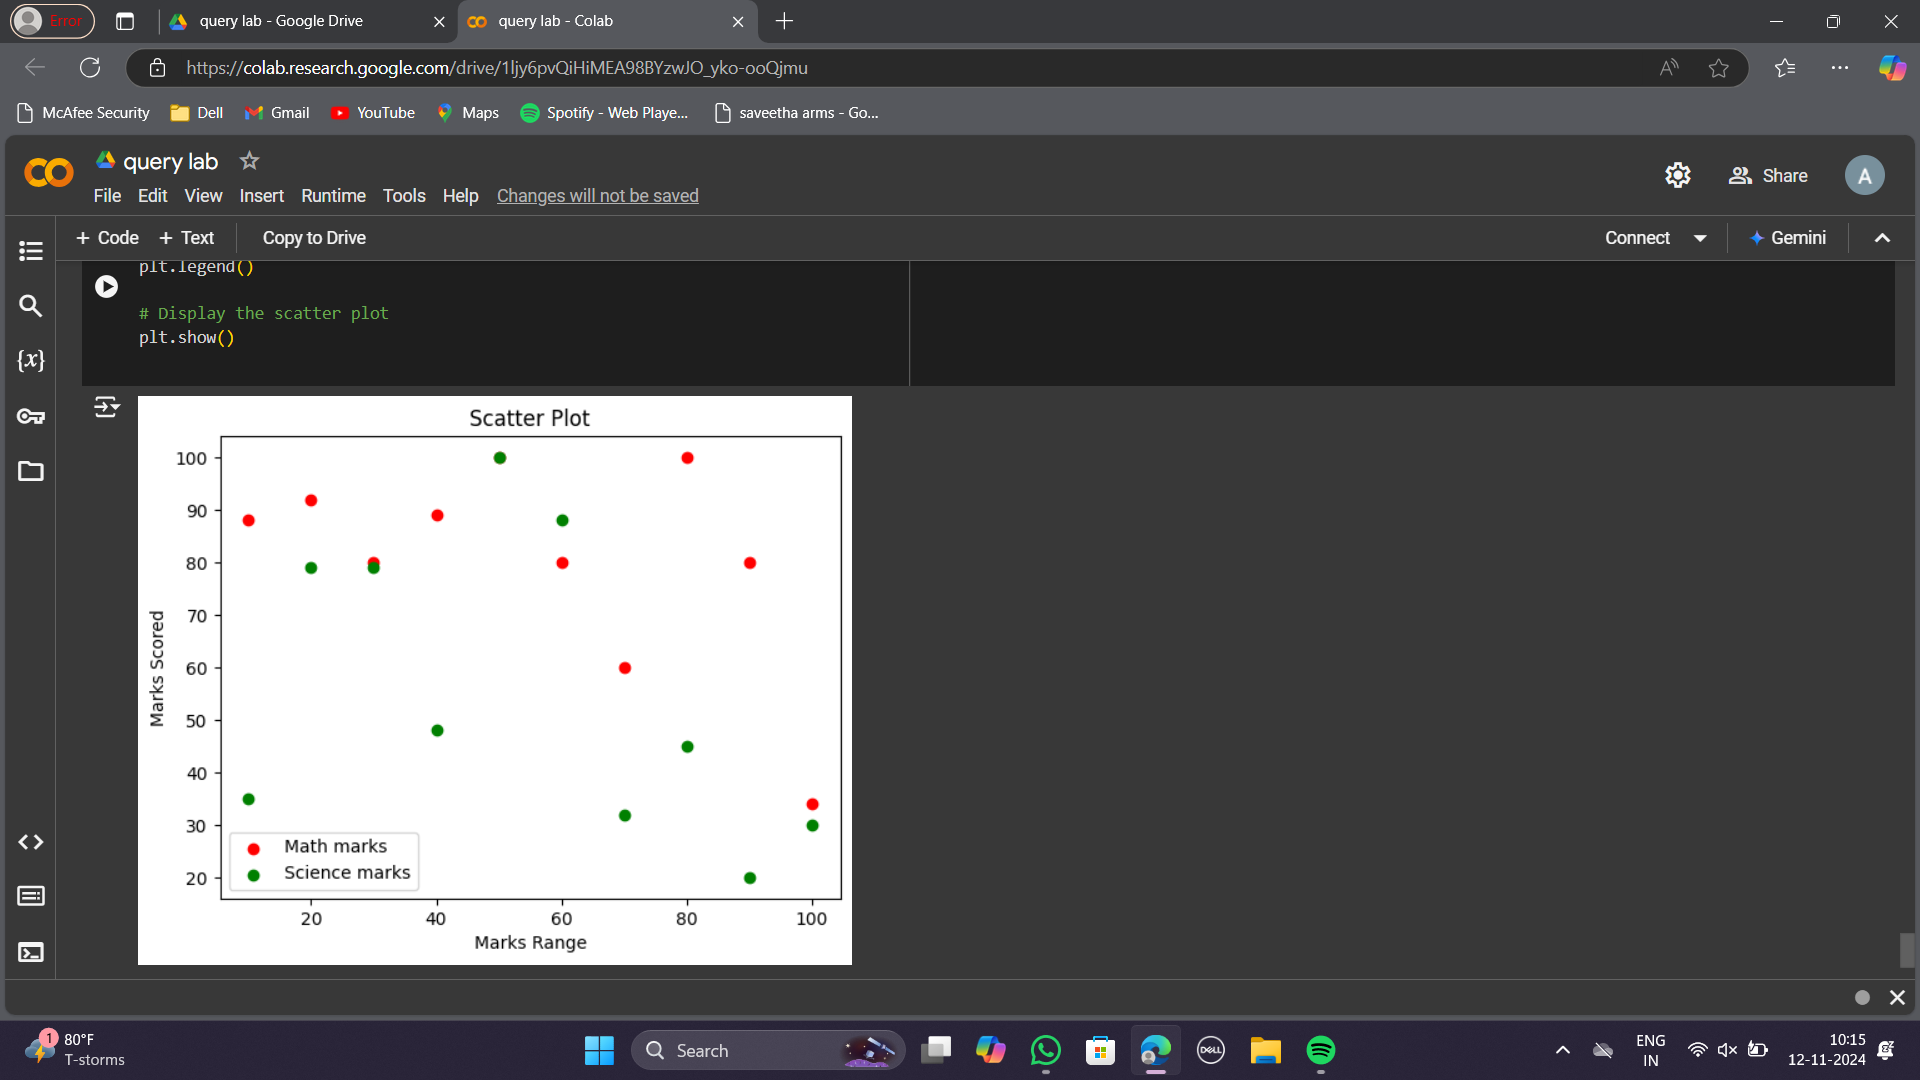 Error
query lab - Google Drive
query lab - Colab
https://colab.research.google.com/drive/1ljy6pvQiHiMEA98BYzwJO_yko-ooQjmu
McAfee Security
Dell
Gmail
YouTube
Maps
Spotify - Web Playe...
saveetha arms - Go...
query lab
File Edit View Insert Runtime Tools Help Changes will not be saved
Share
A
+ Code + Text Copy to Drive
Connect
Gemini
plt.legend()
# Display the scatter plot
plt.show()
{x}
Scatter Plot
100
90
80
70
60
50
40
30
20
Marks Scored
Math marks
Science marks
20 40 60 80 100
Marks Range
1
80°F
T-storms
Search
DELL
ENG
IN
10:15
12-11-2024